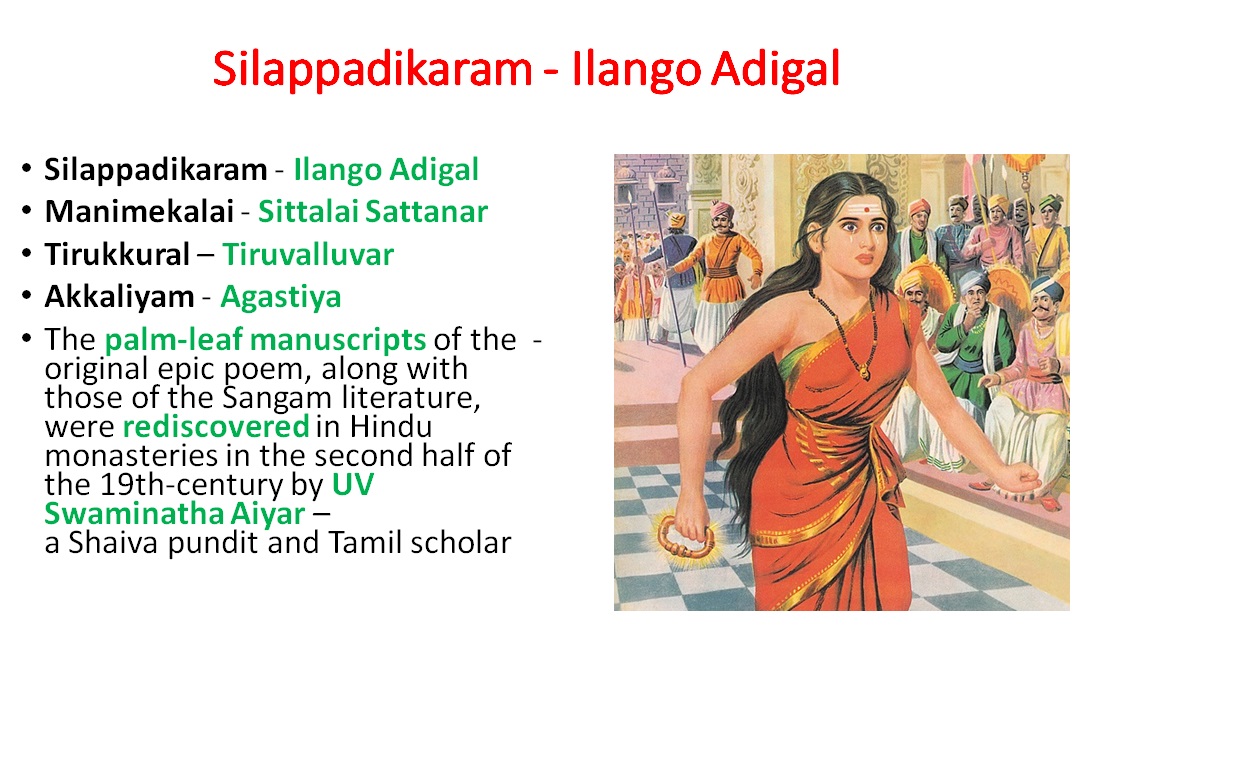 Silappadikaram - Ilango Adigal
• Silappadikaram - Ilango Adigal
• Manimekalai - Sittalai Sattanar
• Tirukkural – Tiruvalluvar
• Akkaliyam - Agastiya
• The palm-leaf manuscripts of the -
original epic poem, along with
those of the Sangam literature,
were rediscovered in Hindu
monasteries in the second half of
the 19th-century by UV
Swaminatha Aiyar –
a Shaiva pundit and Tamil scholar